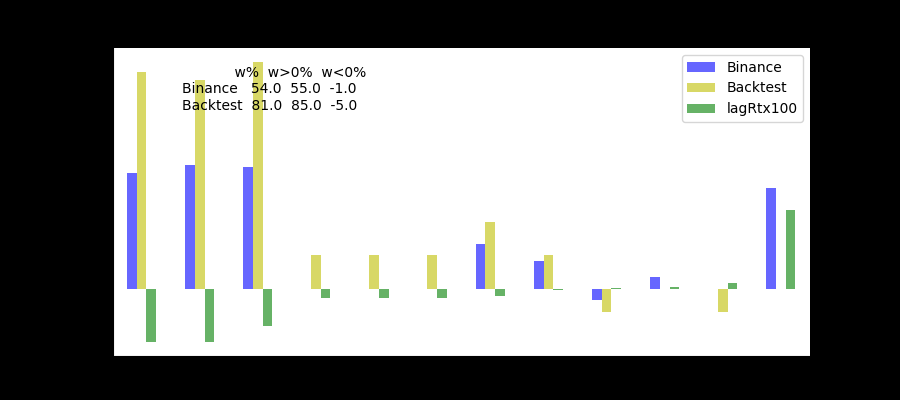 w%  w>0%  w<0%
Binance  54.0  55.0  -1.0
Backtest  81.0  85.0  -5.0
Binance
Backtest
lagRtx100